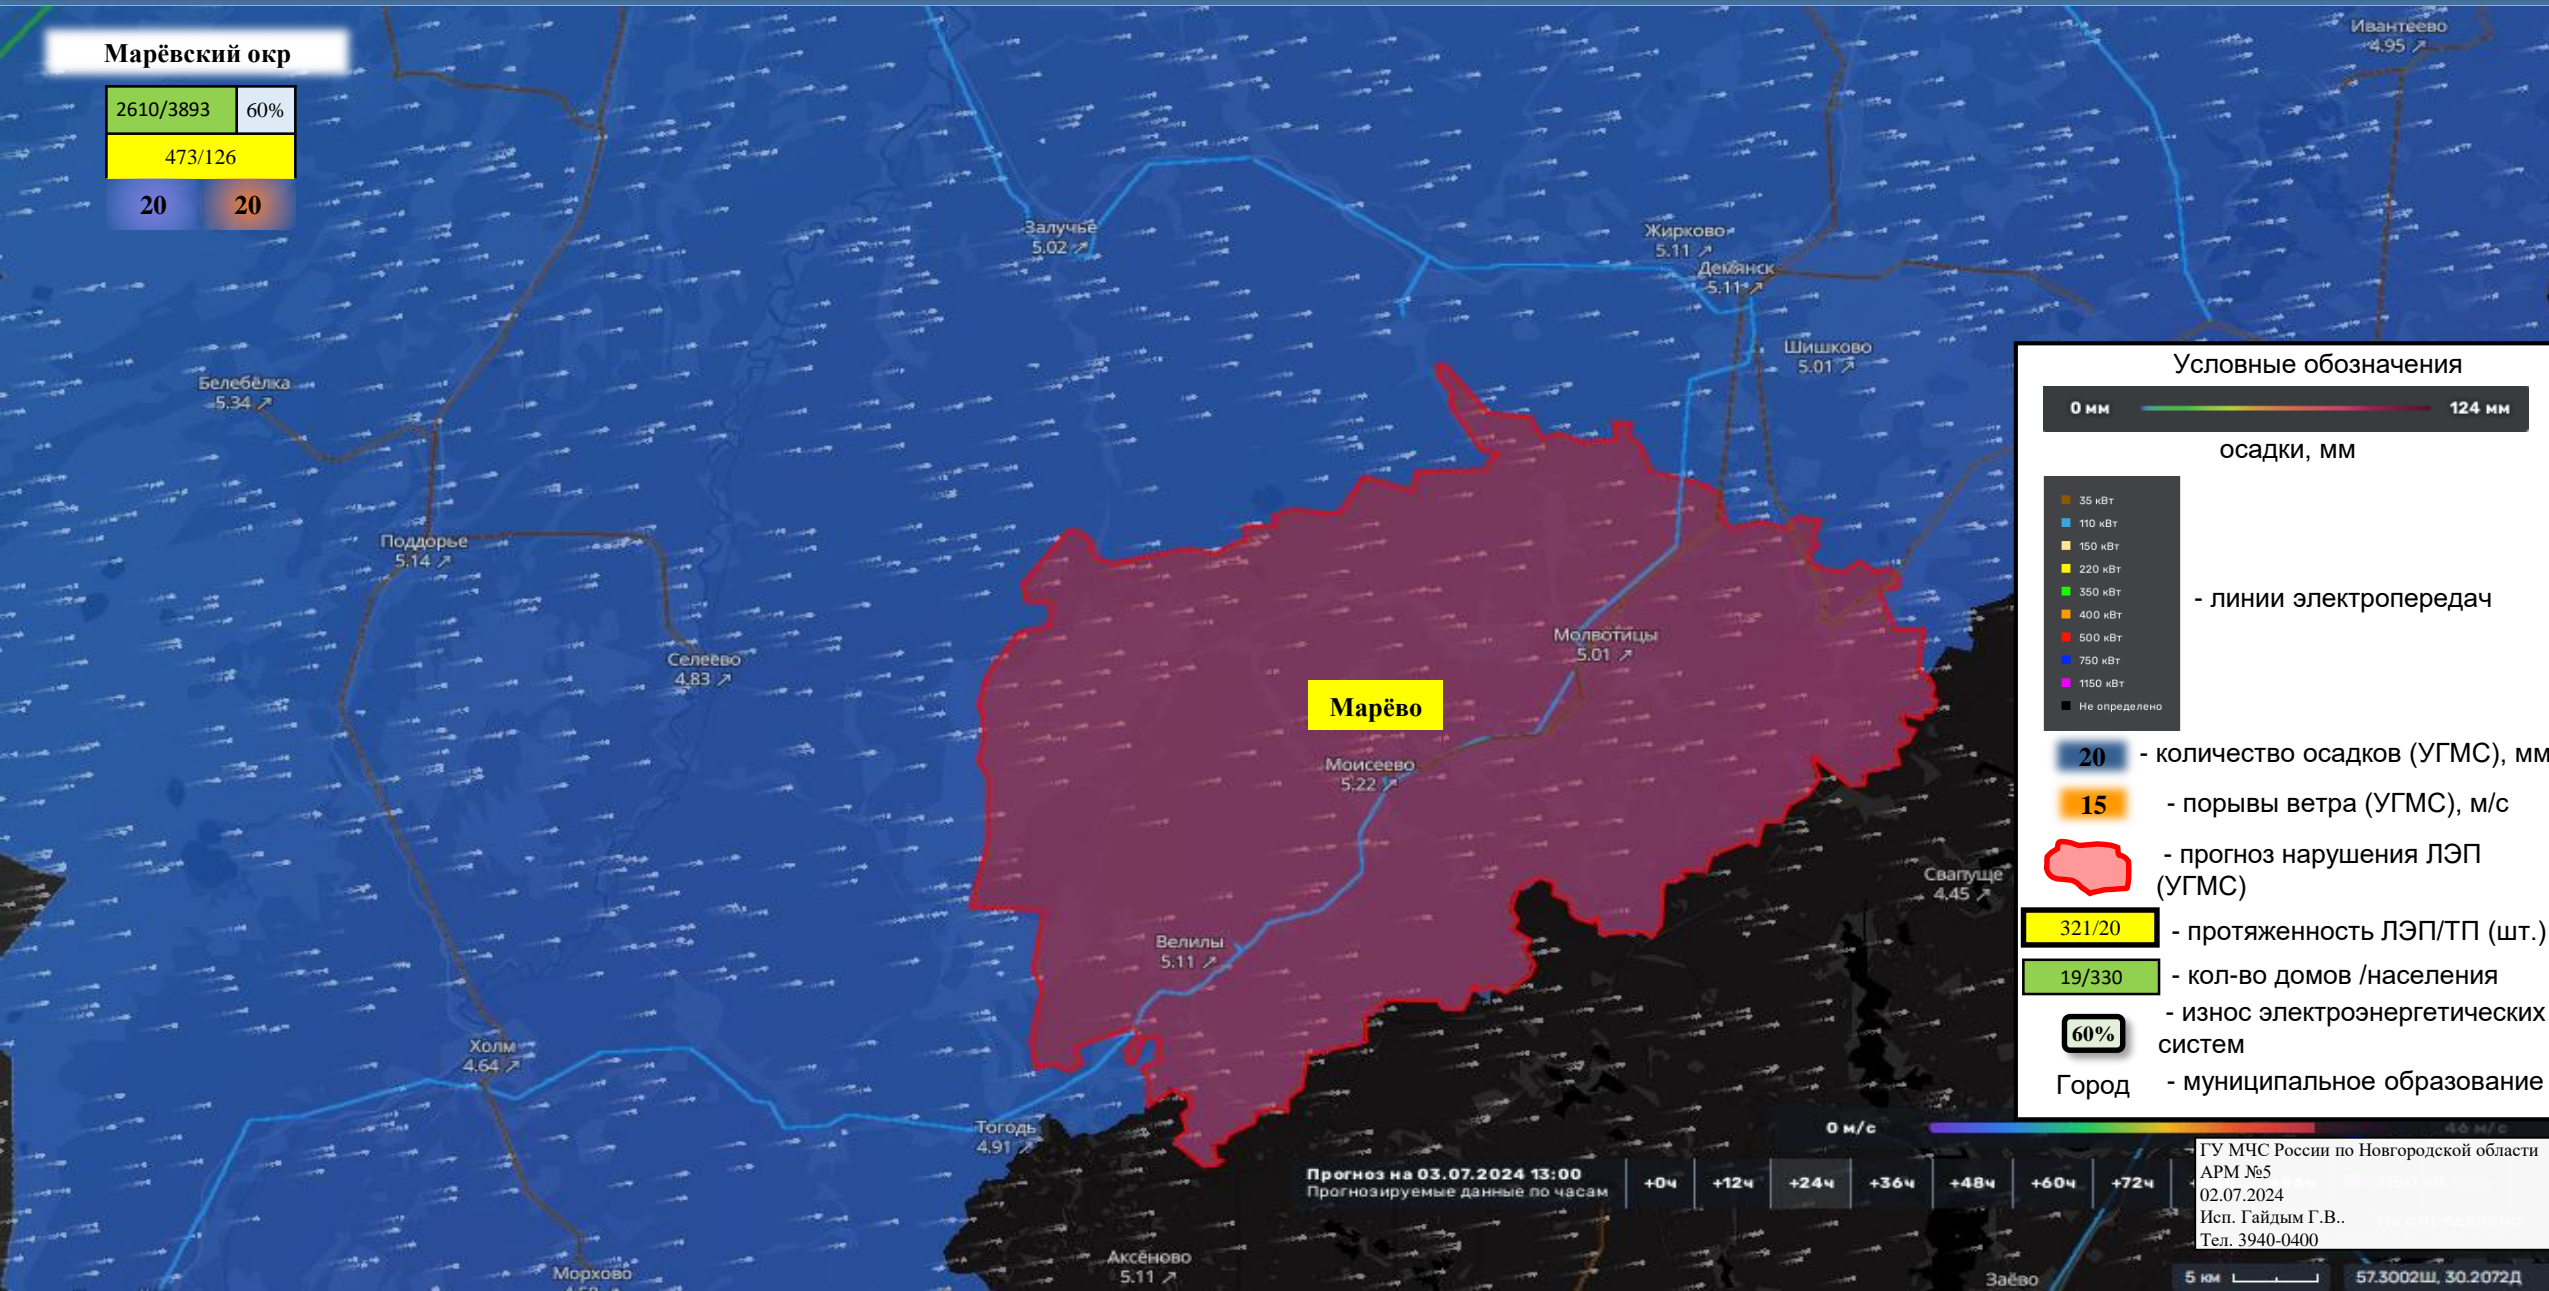 Марёвский окр
2610/3893 60%
473/126
20 20
Ивантеево
4.95 ↗
Залучье
5.02 ↗
Жирково
5.11 ↗
Демянск
5.11 ↗
Шишково
5.01 ↗
Белебёлка
5.34 ↗
Поддорье
5.14 ↗
Селеево
4.83 ↗
Молвотицы
5.01 ↗
Марёво
Моисеево
5.22 ↗
Велилы
5.11 ↗
Свапуще
4.45 ↗
Холм
4.64 ↗
Тогодь
4.91 ↗
Аксёново
5.11 ↗
Морхово
Заёво
Условные обозначения
0 мм 124 мм
осадки, мм
35 кВт
110 кВт
150 кВт
220 кВт
350 кВт
400 кВт
500 кВт
750 кВт
1150 кВт
Не определено
- линии электропередач
20 - количество осадков (УГМС), мм
15 - порывы ветра (УГМС), м/с
- прогноз нарушения ЛЭП
(УГМС)
321/20 - протяженность ЛЭП/ТП (шт.)
19/330 - кол-во домов /населения
60% - износ электроэнергетических
систем
Город - муниципальное образование
0 м/с 46 м/с
Прогноз на 03.07.2024 13:00
Прогнозируемые данные по часам
+0ч +12ч +24ч +36ч +48ч +60ч +72ч
ГУ МЧС России по Новгородской области
АРМ №5
02.07.2024
Исп. Гайдым Г.В..
Тел. 3940-0400
5 км 57.3002Ш, 30.2072Д